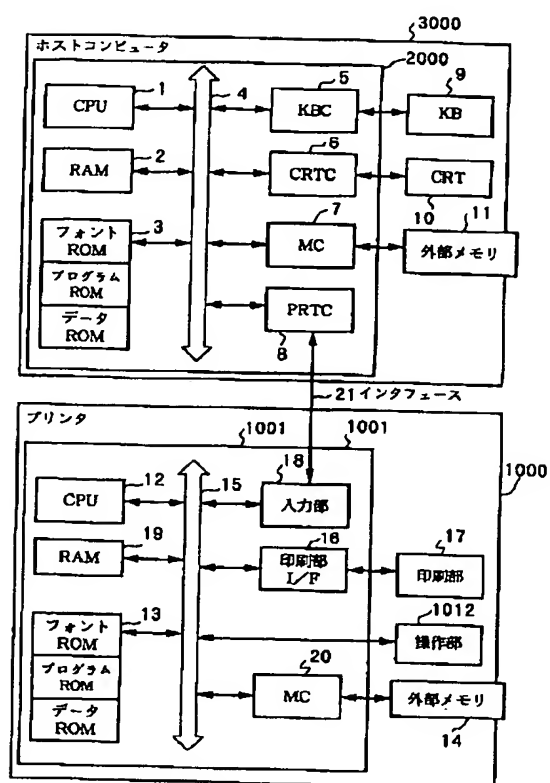 3000
ホストコンピュータ
2000
1
4
5
9
CPU
KBC
KB
2
6
RAM
CRTC
CRT
3
7
10
11
フォント
ROM
MC
外部メモリ
プログラム
ROM
データ
ROM
PRTC
8
21 インタフェース
プリンタ
1001
1001
1000
12
15
18
CPU
入力部
19
16
17
RAM
印刷部
I/F
印刷部
13
1012
フォント
ROM
操作部
プログラム
ROM
20
MC
外部メモリ
データ
ROM
14